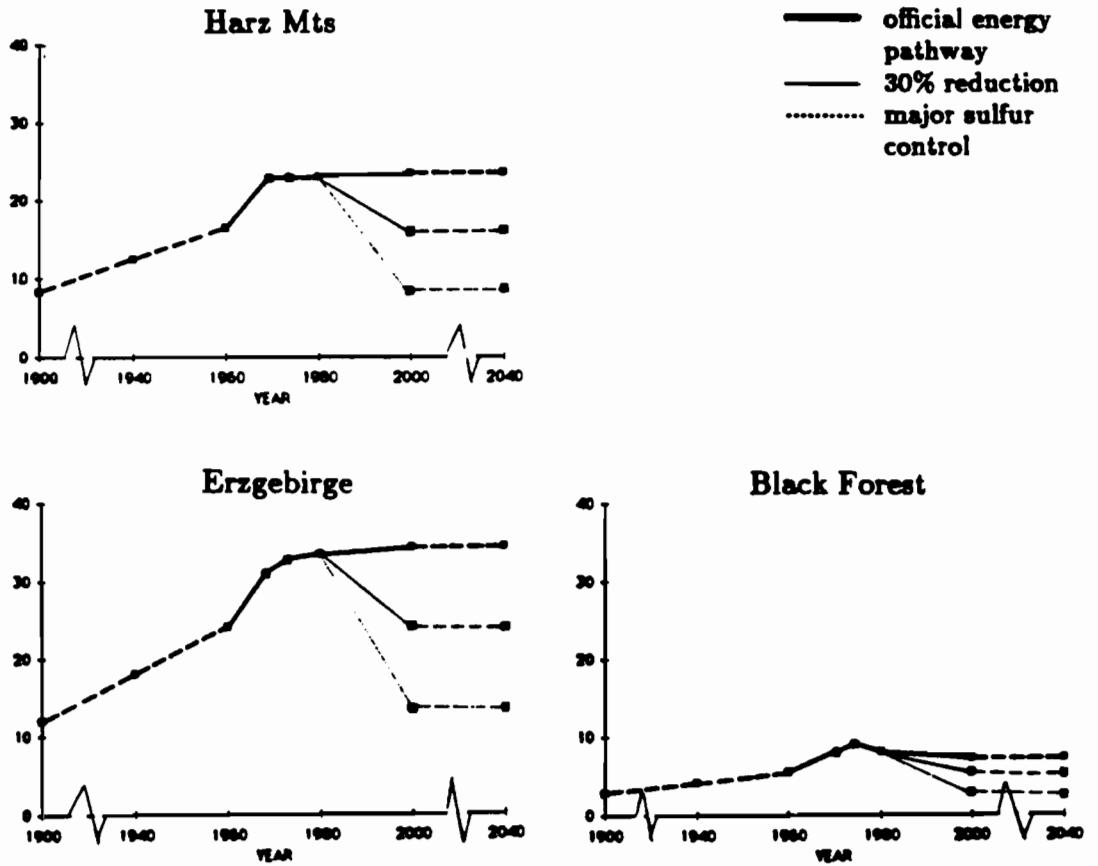 Harz Mts
official energy
pathway
30% reduction
major sulfur
control
40
30
20
10
0
1900 1940 1960 1980 2000 2040
YEAR
Erzgebirge
40
30
20
10
0
1900 1940 1960 1980 2000 2040
YEAR
Black Forest
40
30
20
10
0
1900 1940 1960 1980 2000 2040
YEAR